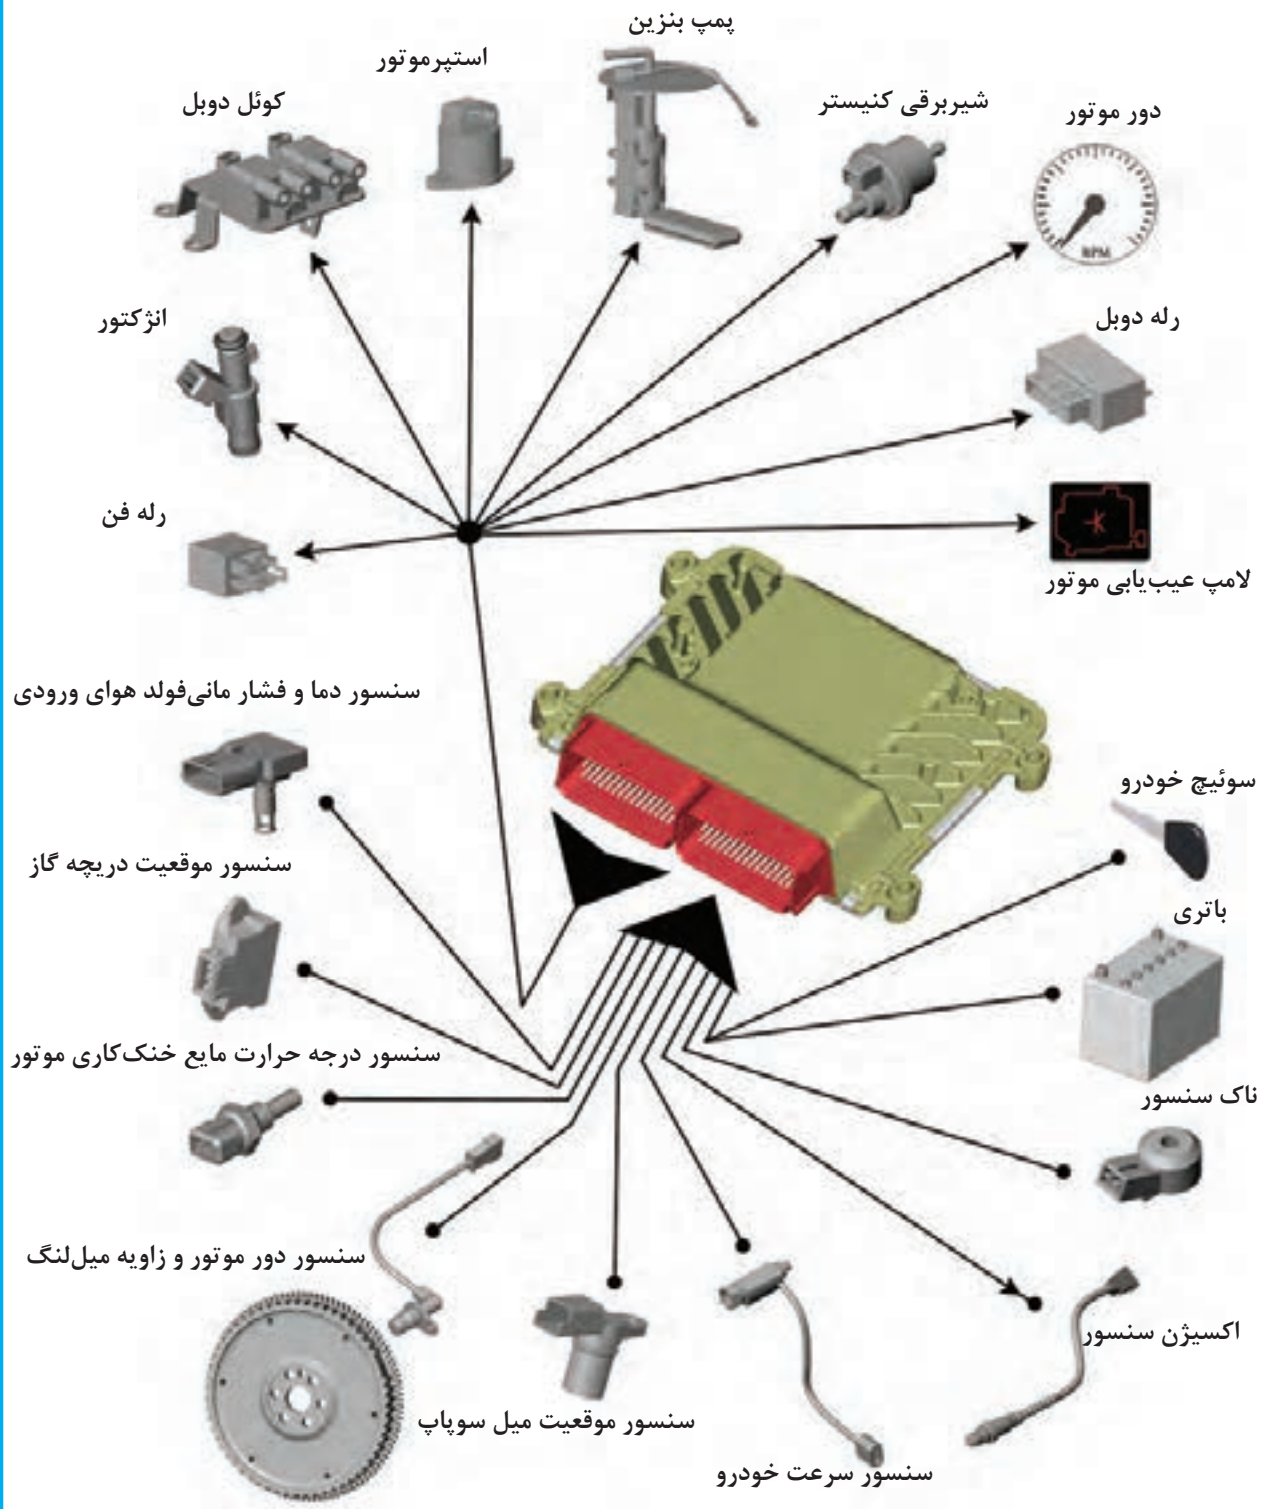 پمپ بنزین
استپرموتور
کوئل دوبل
شیربرقی کنیستر
دور موتور
RPM
انژکتور
رله دوبل
رله فن
لامپ عیب‌یابی موتور
سنسور دما و فشار مانی‌فولد هوای ورودی
سوئیچ خودرو
سنسور موقعیت دریچه گاز
باتری
سنسور درجه حرارت مایع خنک‌کاری موتور
ناک سنسور
سنسور دور موتور و زاویه میل‌لنگ
اکسیژن سنسور
سنسور موقعیت میل سوپاپ
سنسور سرعت خودرو